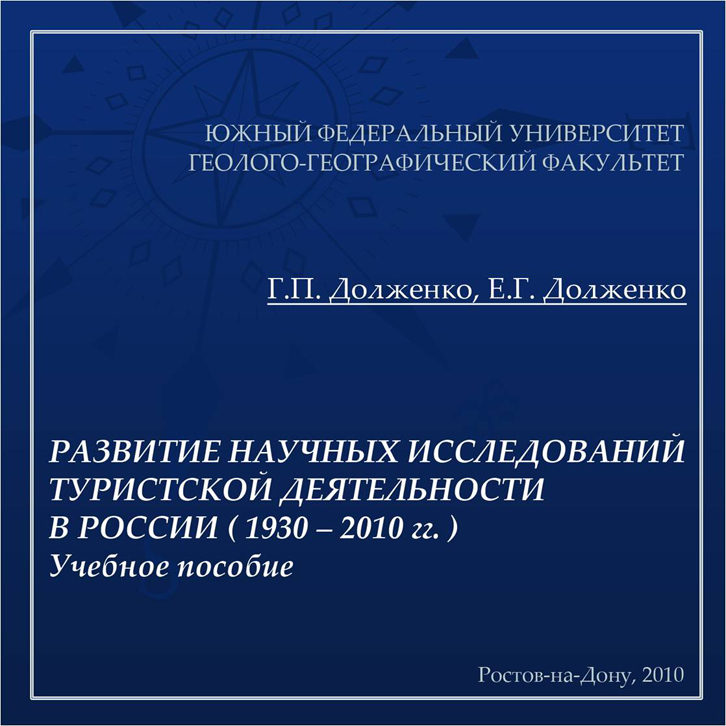 ЮЖНЫЙ ФЕДЕРАЛЬНЫЙ УНИВЕРСИТЕТ
ГЕОЛОГО-ГЕОГРАФИЧЕСКИЙ ФАКУЛЬТЕТ
Г.П. Долженко, Е.Г. Долженко
РАЗВИТИЕ НАУЧНЫХ ИССЛЕДОВАНИЙ
ТУРИСТСКОЙ ДЕЯТЕЛЬНОСТИ
В РОССИИ ( 1930 – 2010 гг. )
Учебное пособие
Ростов-на-Дону, 2010